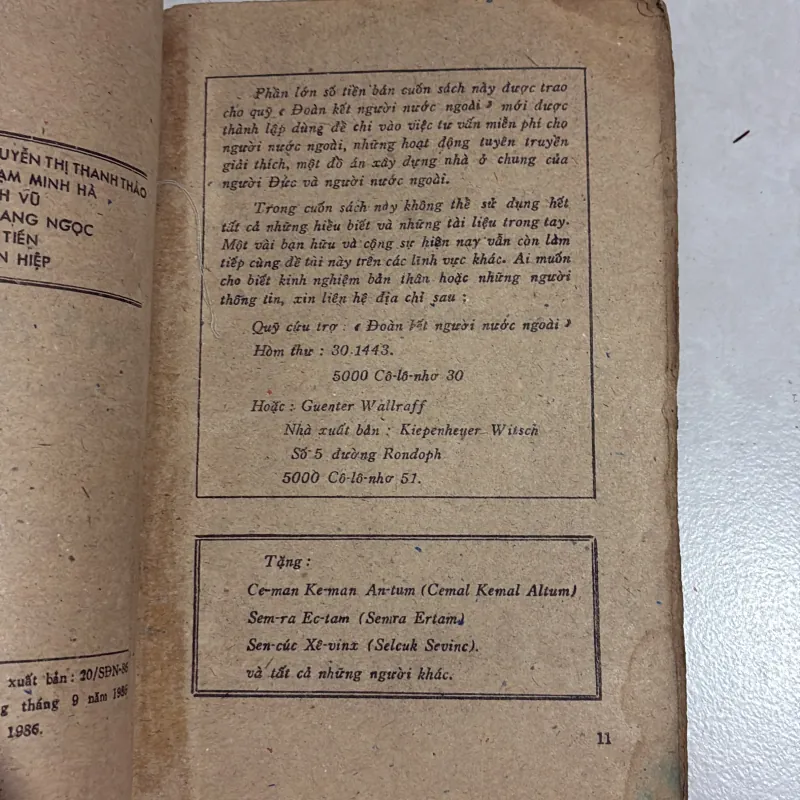 UYỄN THỊ THANH THẢO
ẠM MINH HÀ
H VŨ
ANG NGỌC
TIẾN
N HIỆP
xuất bản : 20/SĐN-86
g tháng 9 năm 1986
1986.
Phần lớn số tiền bán cuốn sách này được trao
cho quỹ « Đoàn kết người nước ngoài » mới được
thành lập dùng để chi vào việc tư vấn miễn phí cho
người nước ngoài, những hoạt động tuyên truyền
giải thích, một đồ án xây dựng nhà ở chung của
người Đức và người nước ngoài.
Trong cuốn sách này không thể sử dụng hết
tất cả những hiểu biết và những tài liệu trong tay.
Một vài bạn hữu và cộng sự hiện nay vẫn còn làm
tiếp cùng đề tài này trên các lĩnh vực khác. Ai muốn
cho biết kinh nghiệm bản thân hoặc những người
thông tin, xin liên hệ địa chỉ sau :
Quỹ cứu trợ : « Đoàn kết người nước ngoài »
Hòm thư : 30.1443.
5000 Cô-lô-nhơ 30
Hoặc : Guenter Wallraff
Nhà xuất bản : Kiepenheyer Witsch
Số 5 đường Rondoph
5000 Cô-lô-nhơ 51.
Tặng :
Ce-man Ke-man An-tum (Cemal Kemal Altum)
Sem-ra Ec-tam (Semra Ertam)
Sen-cúc Xê-vinx (Selcuk Sevinc).
và tất cả những người khác.
11